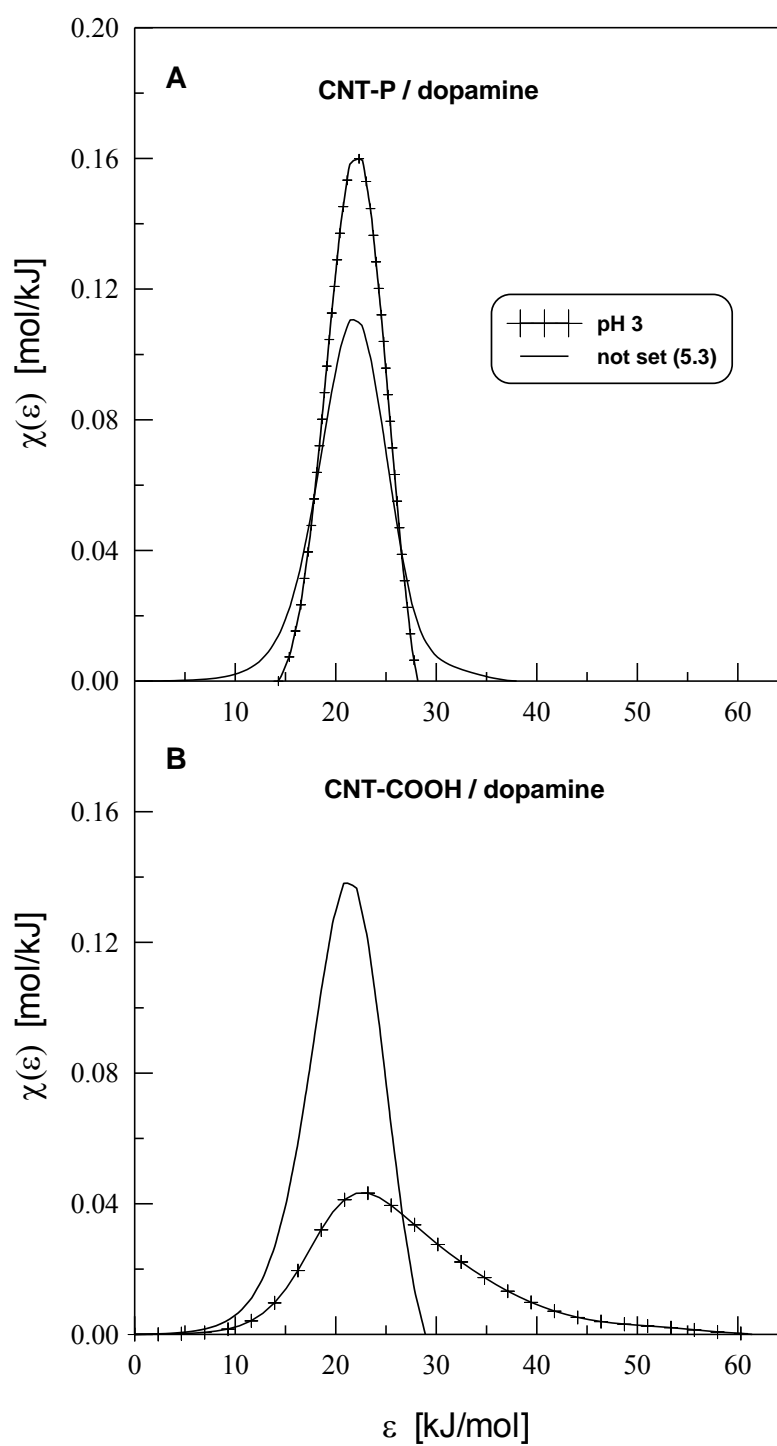 0.20
A
CNT-P / dopamine
0.16
0.12
pH 3
not set (5.3)
χ(ε) [mol/kJ]
0.08
0.04
0.00
10 20 30 40 50 60
B
CNT-COOH / dopamine
0.16
0.12
χ(ε) [mol/kJ]
0.08
0.04
0.00
0 10 20 30 40 50 60
ε [kJ/mol]